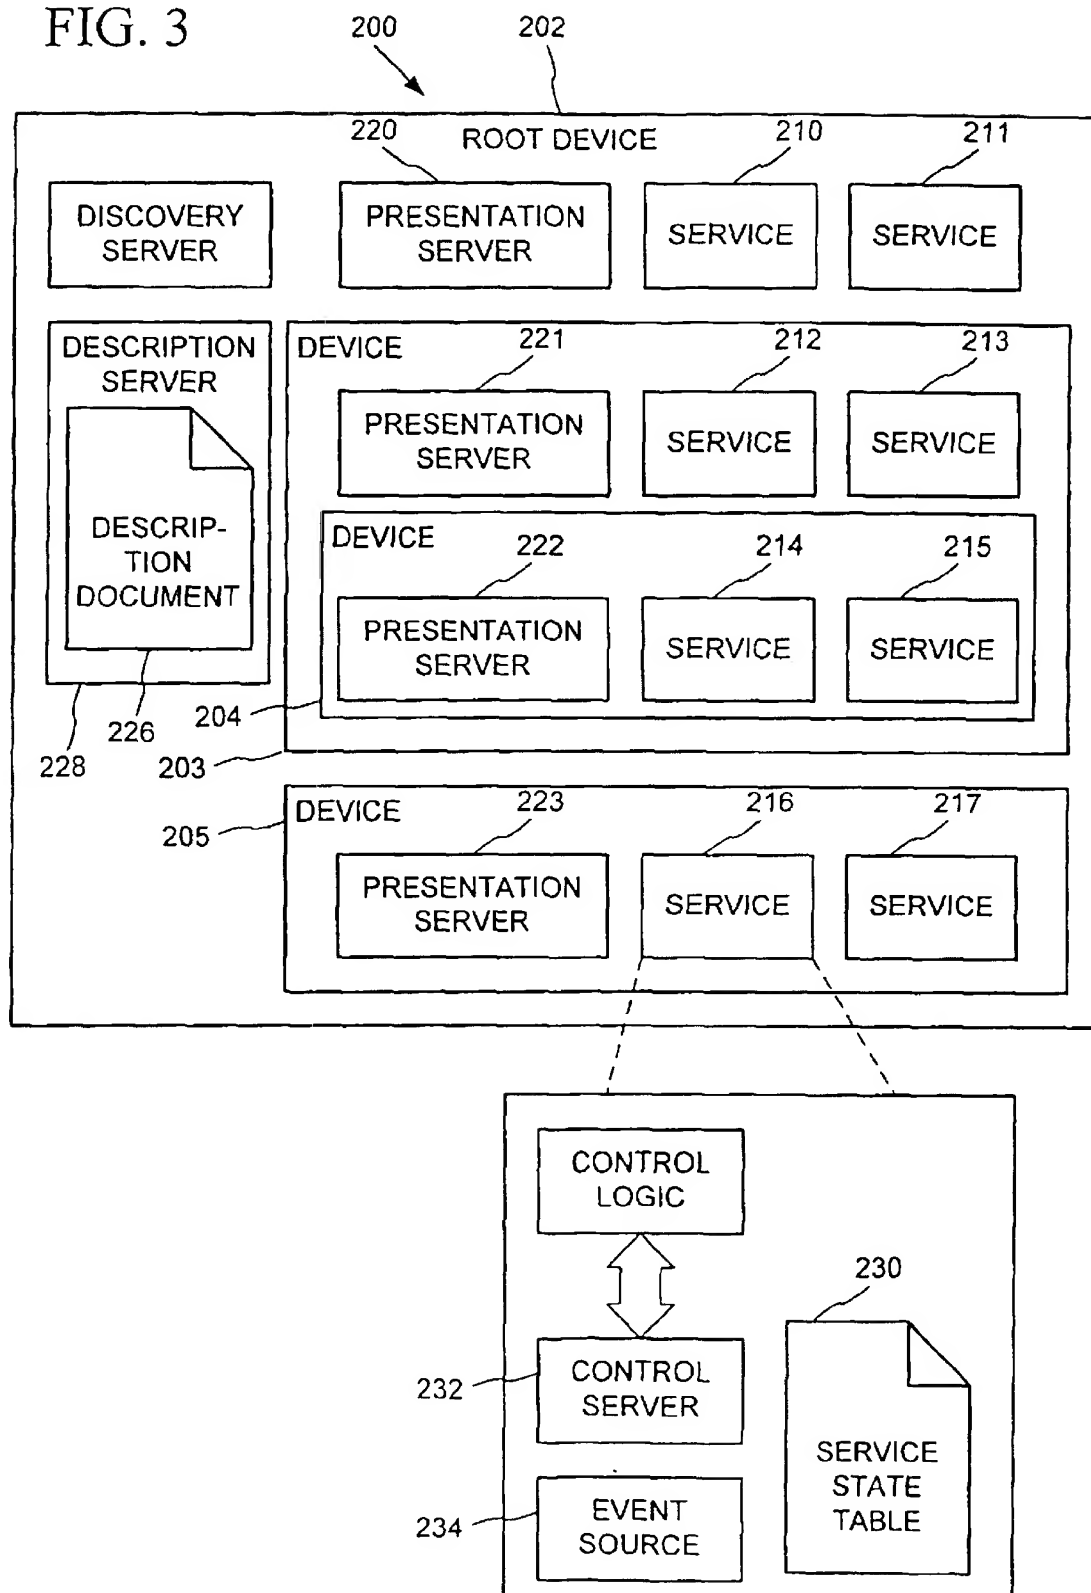 FIG. 3
200
202
ROOT DEVICE
220
210
211
DISCOVERY
SERVER
PRESENTATION
SERVER
SERVICE
SERVICE
DESCRIPTION
SERVER
DESCRIP-
TION
DOCUMENT
226
228
DEVICE
221
212
213
PRESENTATION
SERVER
SERVICE
SERVICE
DEVICE
222
214
215
PRESENTATION
SERVER
SERVICE
SERVICE
204
203
DEVICE
205
223
216
217
PRESENTATION
SERVER
SERVICE
SERVICE
CONTROL
LOGIC
230
232
CONTROL
SERVER
SERVICE
STATE
TABLE
234
EVENT
SOURCE